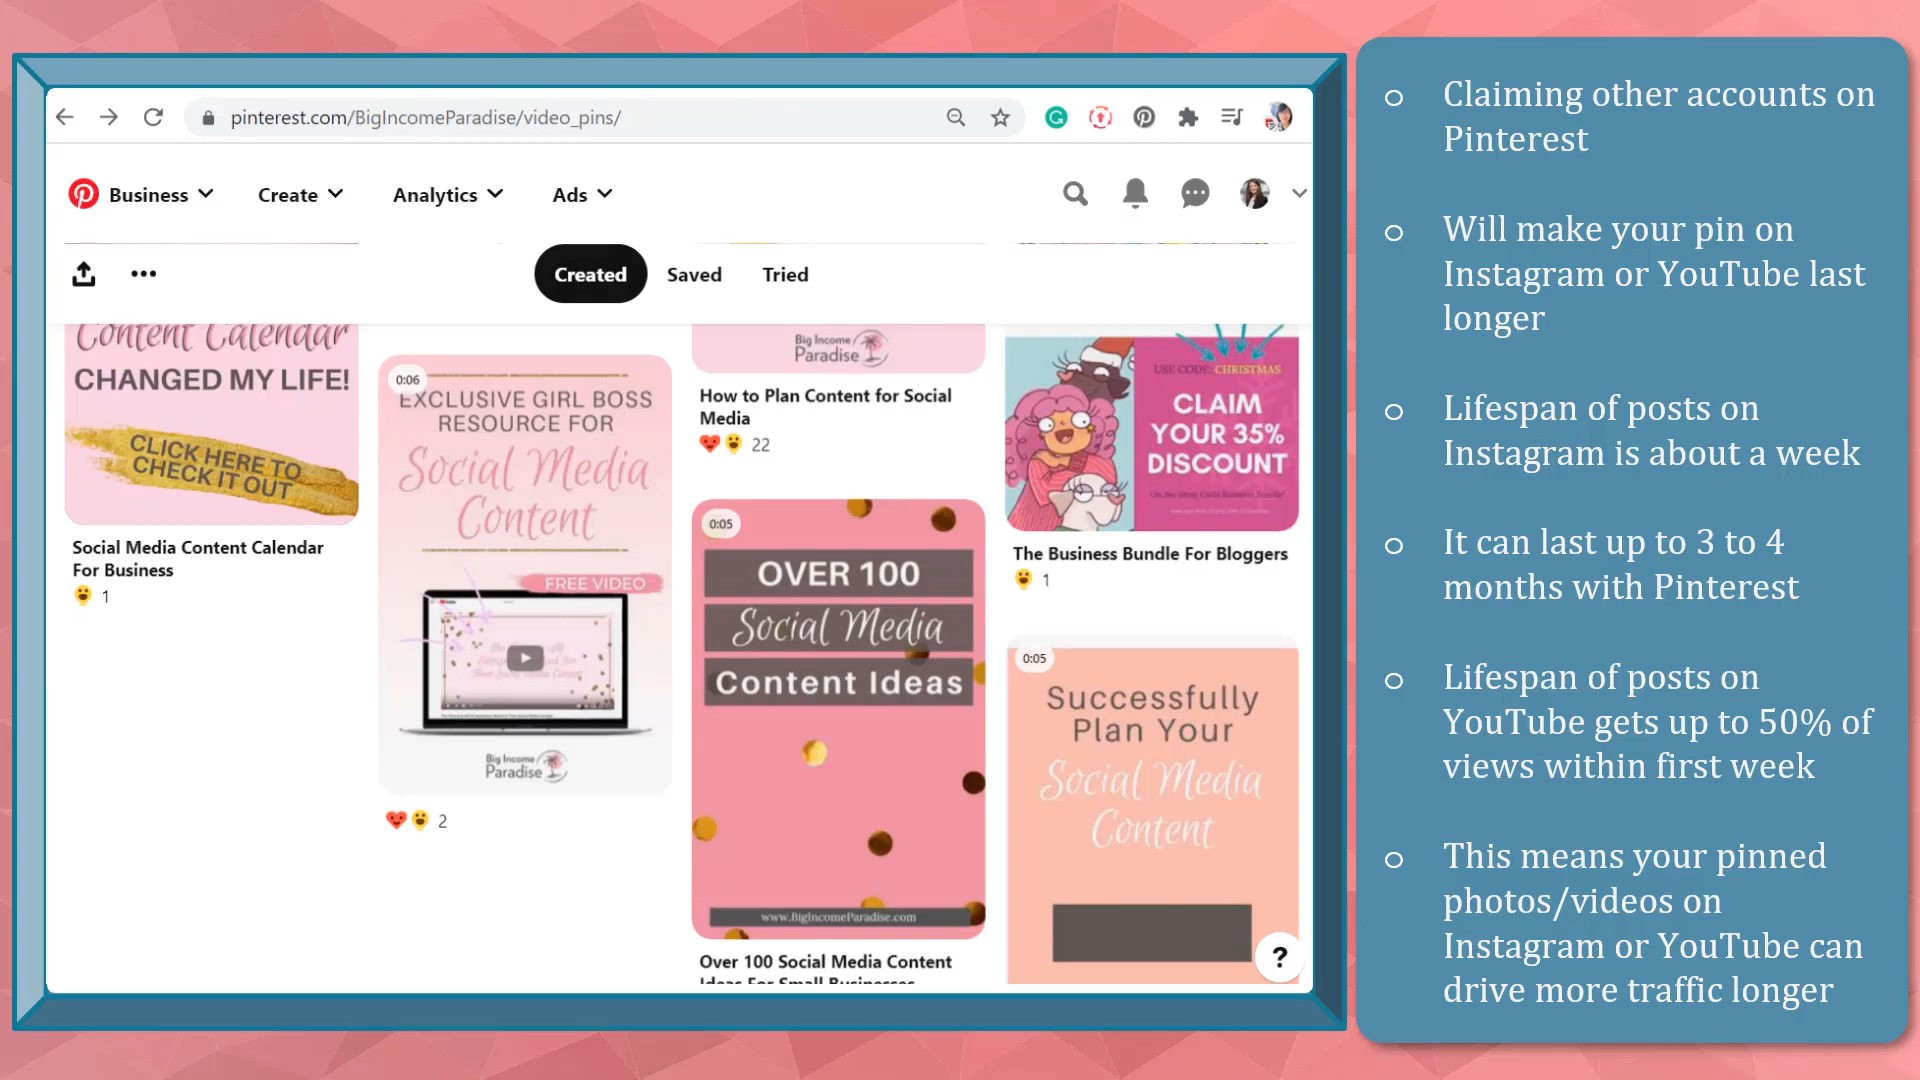 pinterest.com/BigIncomeParadise/video_pins/
Business
Create
Analytics
Ads
Created
Saved
Tried
Content Calendar
CHANGED MY LIFE!
CLICK HERE TO
CHECK IT OUT
Social Media Content Calendar
For Business
1
0:06
EXCLUSIVE GIRL BOSS
RESOURCE FOR
Social Media
Content
FREE VIDEO
Big Income
Paradise
2
Big Income
Paradise
How to Plan Content for Social
Media
22
0:05
OVER 100
Social Media
Content Ideas
www.BigIncomeParadise.com
Over 100 Social Media Content
Ideas For Small Businesses
USE CODE: CHRISTMAS
CLAIM
YOUR 35%
DISCOUNT
The Business Bundle For Bloggers
1
0:05
Successfully
Plan Your
Social Media
Content
?
Claiming other accounts on
Pinterest
Will make your pin on
Instagram or YouTube last
longer
Lifespan of posts on
Instagram is about a week
It can last up to 3 to 4
months with Pinterest
Lifespan of posts on
YouTube gets up to 50% of
views within first week
This means your pinned
photos/videos on
Instagram or YouTube can
drive more traffic longer